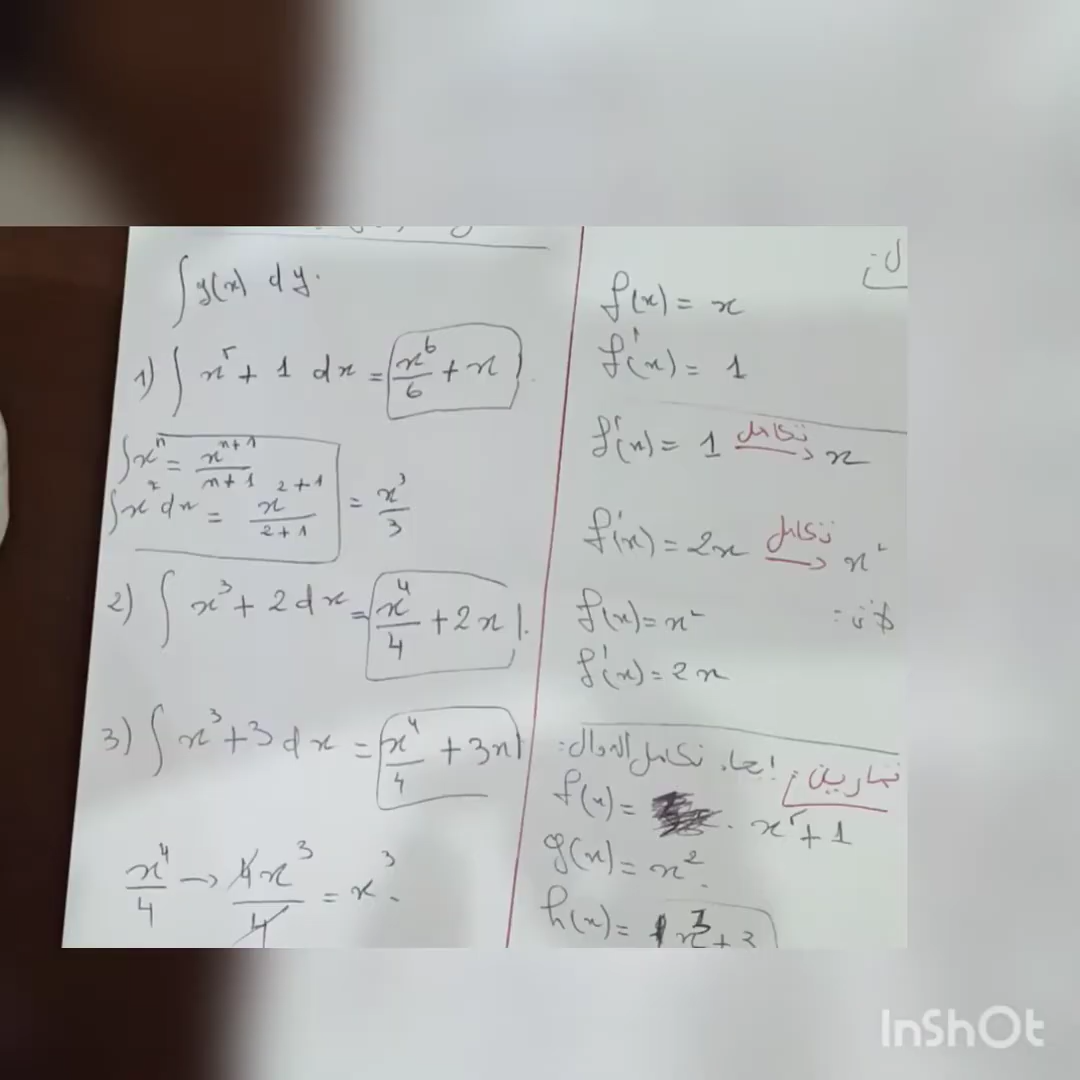 ∫ g(x) dy.
1) ∫ x⁵ + 1 dx = x⁶/6 + x
∫xⁿ = xⁿ⁺¹/n+1
∫x² dx = x²⁺¹/2+1 = x³/3
2) ∫ x³ + 2 dx = x⁴/4 + 2x
3) ∫ x³ + 3 dx = x⁴/4 + 3x
x⁴/4 → 4x³/4 = x³.
f(x) = x
f'(x) = 1
f'(x) = 1 تكامل → x
f'(x) = 2x تكامل → x²
f(x) = x²
f'(x) = 2x
تمارين: إيجاد تكامل الدوال:
f(x) = x⁵ + 1
g(x) = x².
h(x) = x³ + 3
InShOt